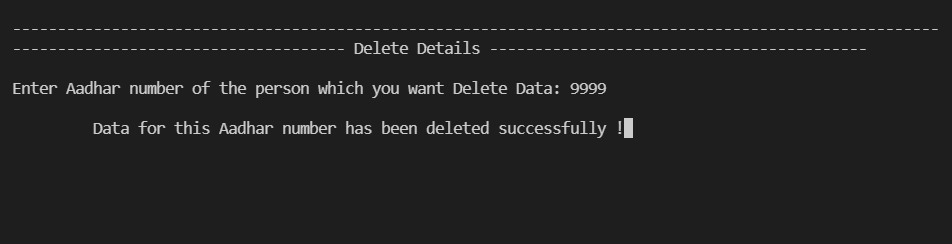 -------------------------------------------------------------------------------------------------------
------------------------------------- Delete Details ------------------------------------------
Enter Aadhar number of the person which you want Delete Data: 9999
Data for this Aadhar number has been deleted successfully !